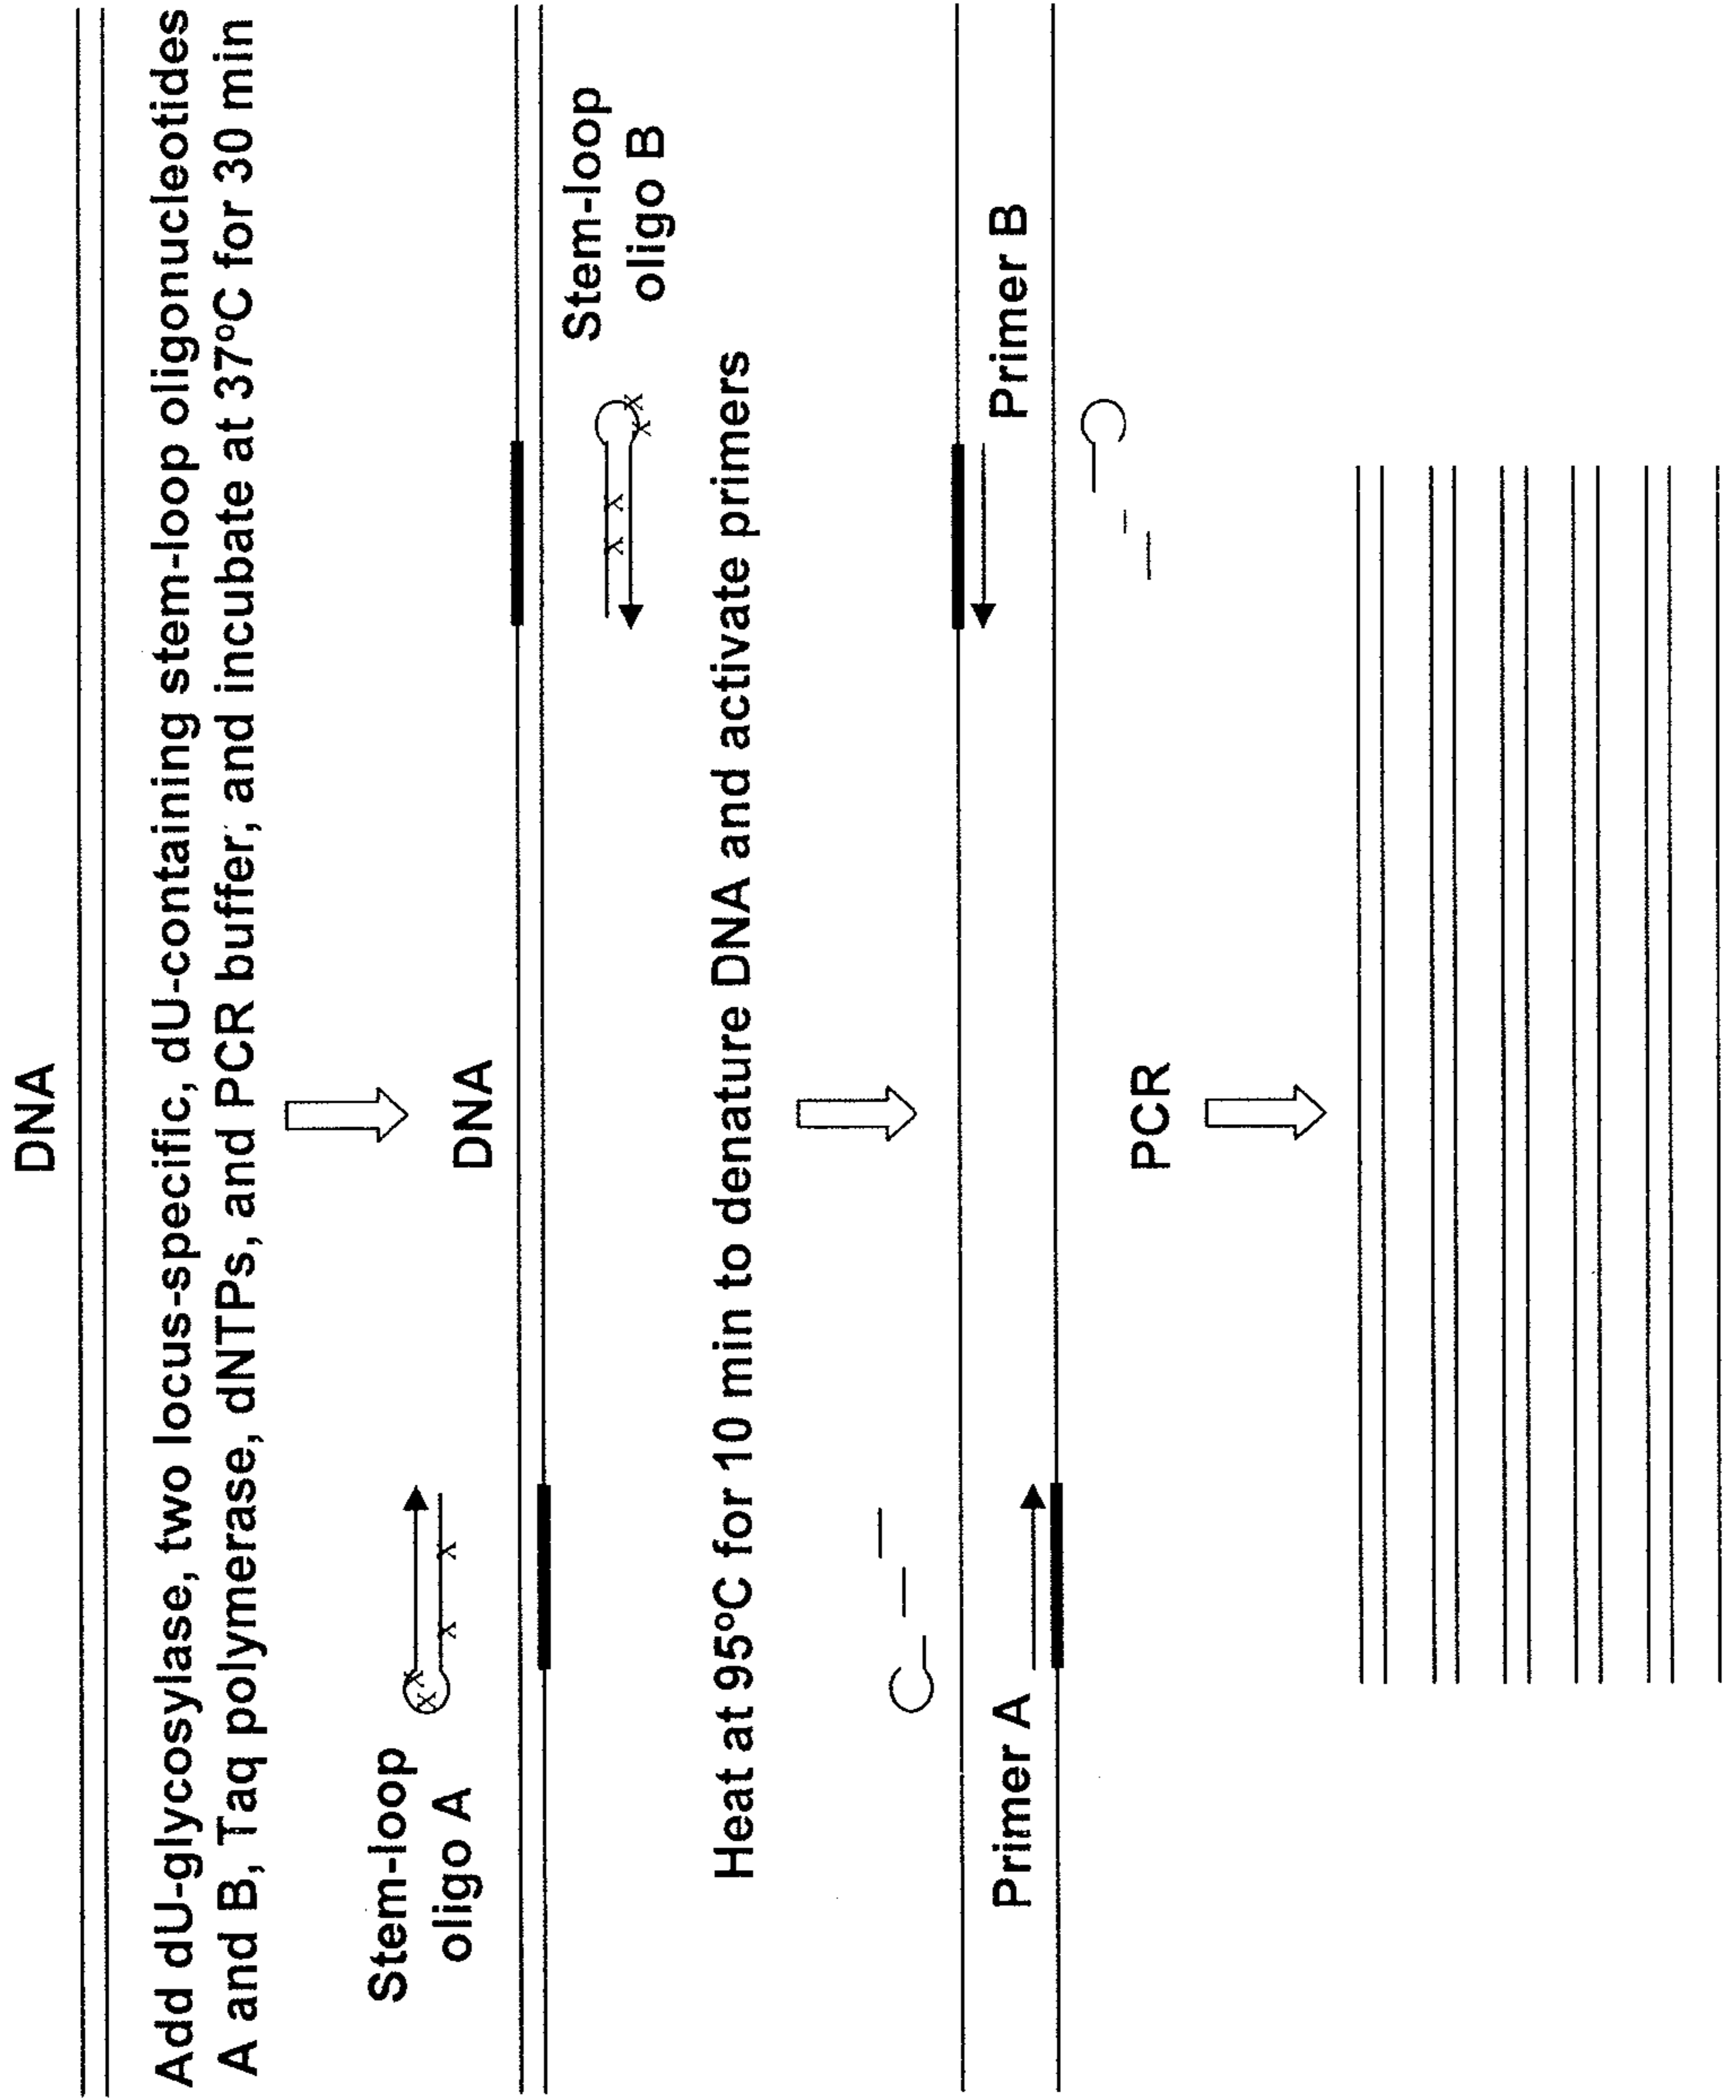 DNA
Add dU-glycosylase, two locus-specific, dU-containing stem-loop oligonucleotides
A and B, Taq polymerase, dNTPs, and PCR buffer, and incubate at 37ºC for 30 min
Stem-loop
oligo A
DNA
Stem-loop
oligo B
Heat at 95ºC for 10 min to denature DNA and activate primers
Primer A
Primer B
PCR